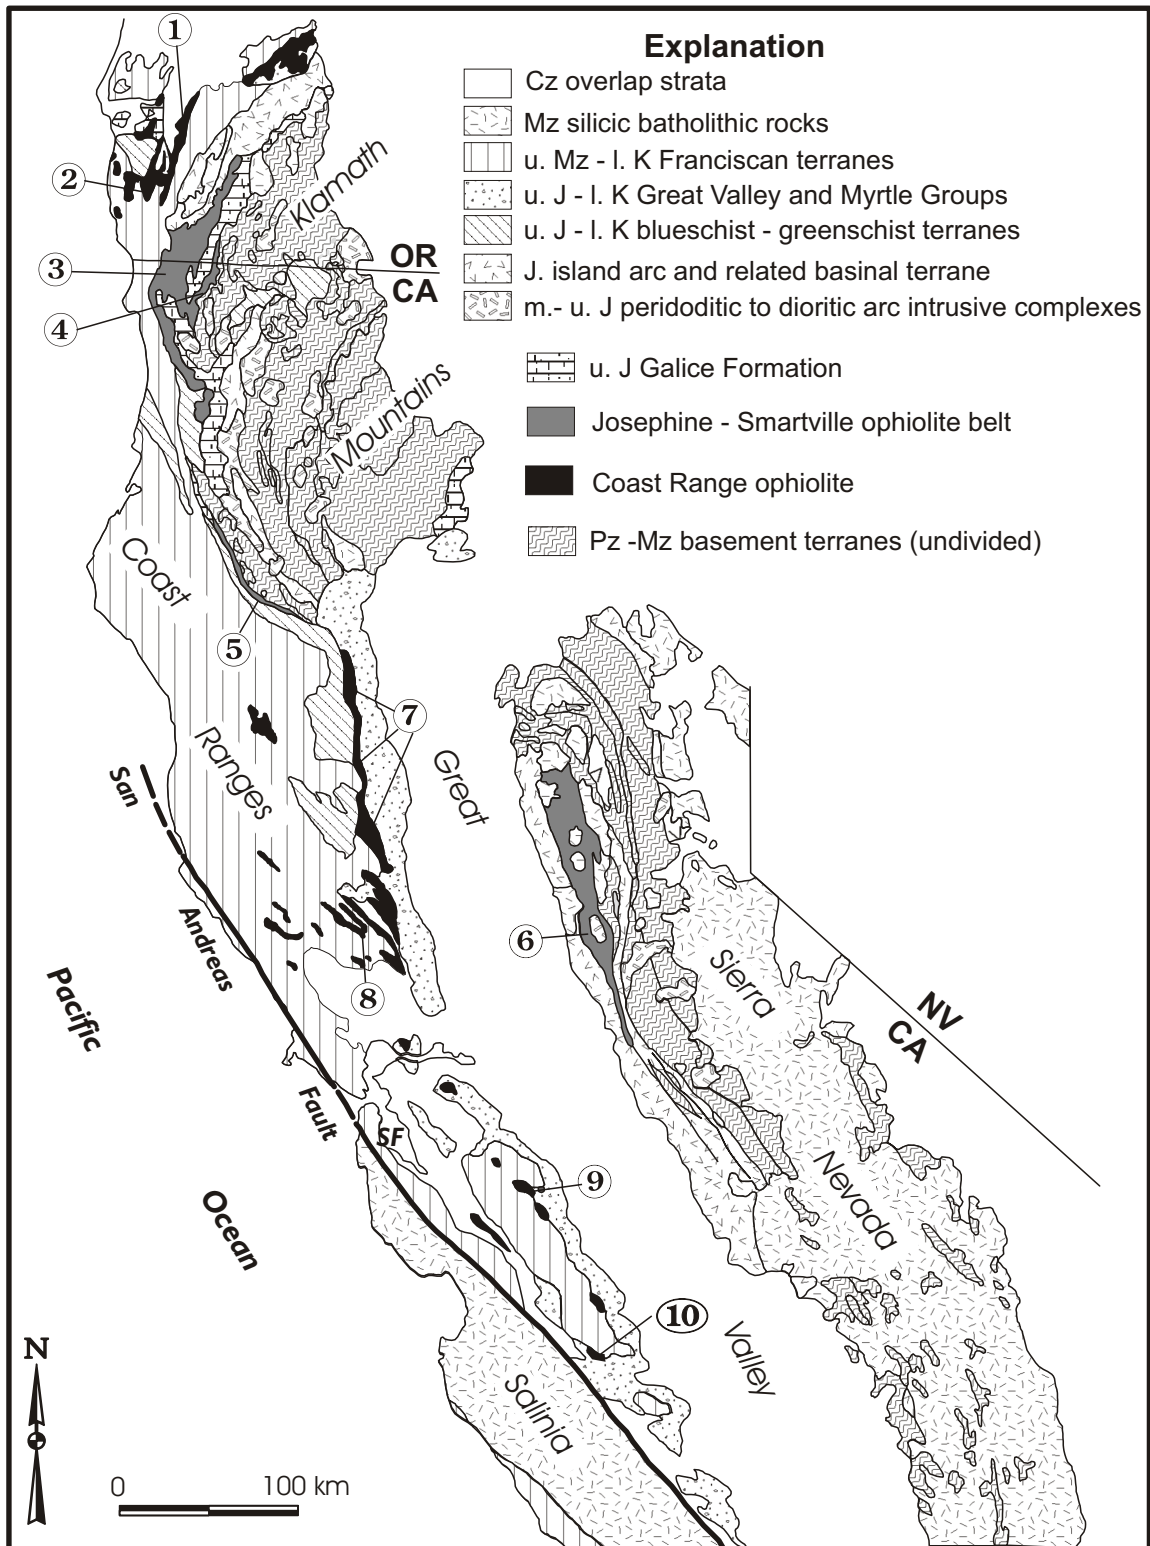 Explanation
Cz overlap strata
Mz silicic batholithic rocks
u. Mz - l. K Franciscan terranes
u. J - l. K Great Valley and Myrtle Groups
u. J - l. K blueschist - greenschist terranes
J. island arc and related basinal terrane
m.- u. J peridoditic to dioritic arc intrusive complexes
u. J Galice Formation
Josephine - Smartville ophiolite belt
Coast Range ophiolite
Pz -Mz basement terranes (undivided)
1
2
3
4
5
6
7
8
9
10
Klamath
Mountains
OR
CA
Coast
Ranges
Great
Valley
San
Andreas
Fault
Pacific
Ocean
SF
Sierra
Nevada
NV
CA
Salinia
N
0 100 km